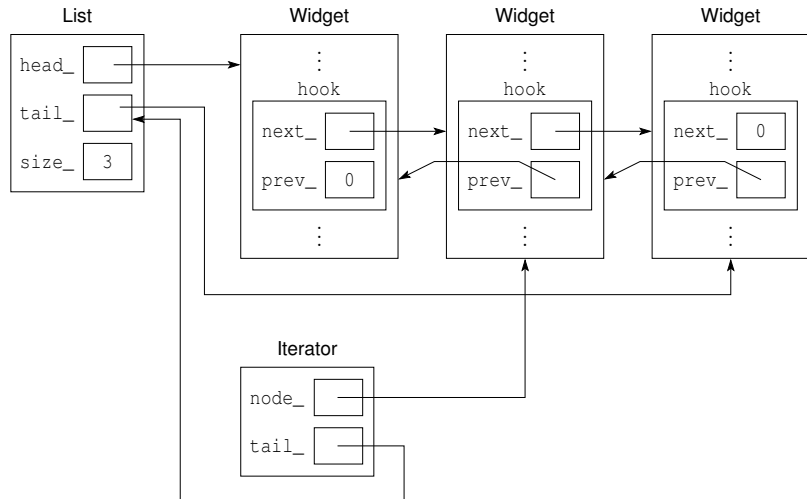 List
head_
tail_
size_ 3
Widget
⋮
hook
next_
prev_ 0
⋮
Widget
⋮
hook
next_
prev_
⋮
Widget
⋮
hook
next_ 0
prev_
⋮
Iterator
node_
tail_